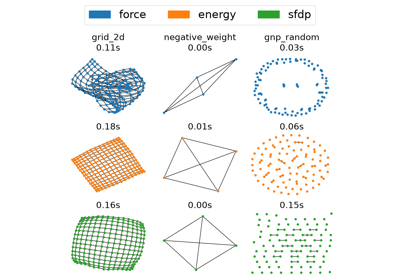 force energy sfdp
grid_2d negative_weight gnp_random
0.11s 0.00s 0.03s
0.18s 0.01s 0.06s
0.16s 0.00s 0.15s